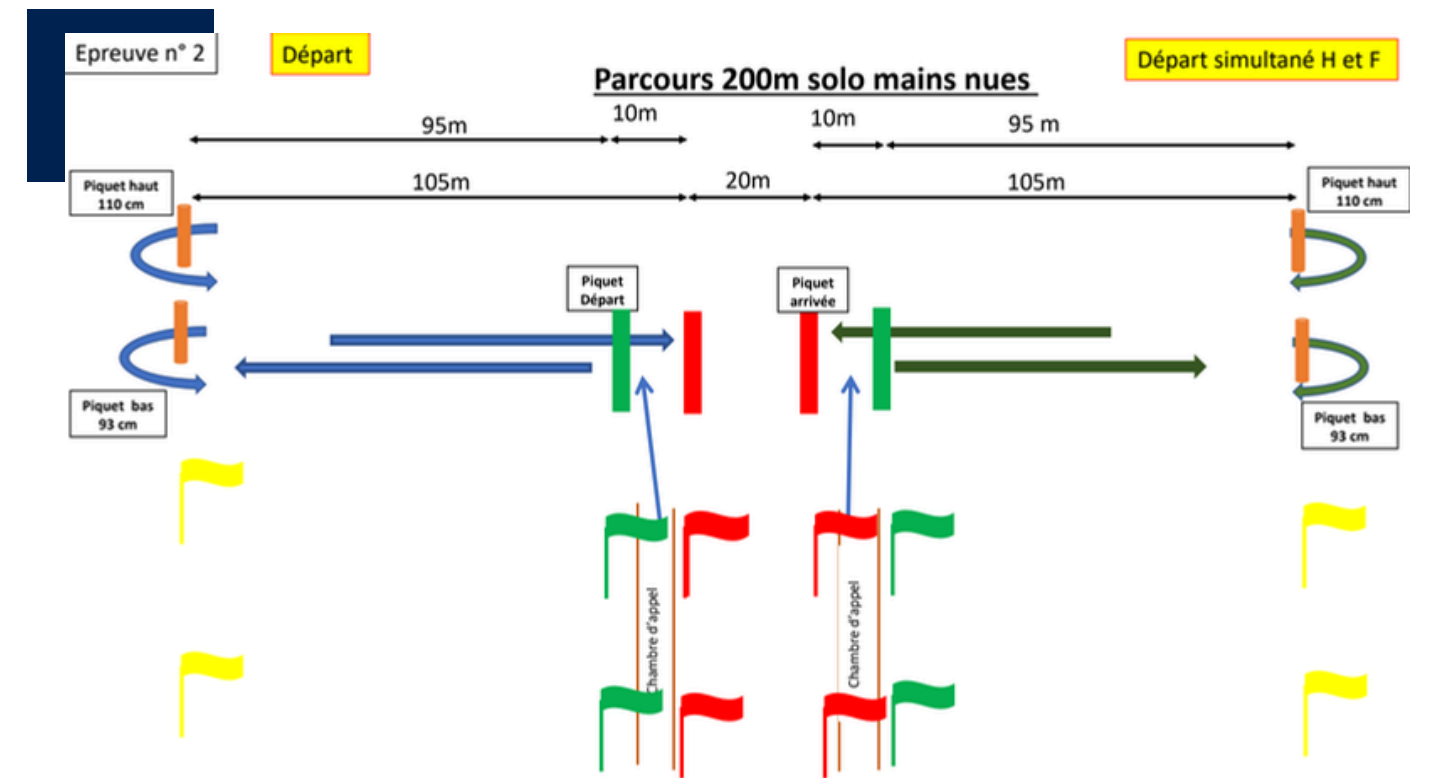 Epreuve n° 2
Départ
Départ simultané H et F
Parcours 200m solo mains nues
95m
10m
10m
95 m
105m
20m
105m
Piquet haut
110 cm
Piquet haut
110 cm
Piquet
Départ
Piquet
arrivée
Piquet bas
93 cm
Piquet bas
93 cm
Chambre d'appel
Chambre d'appel